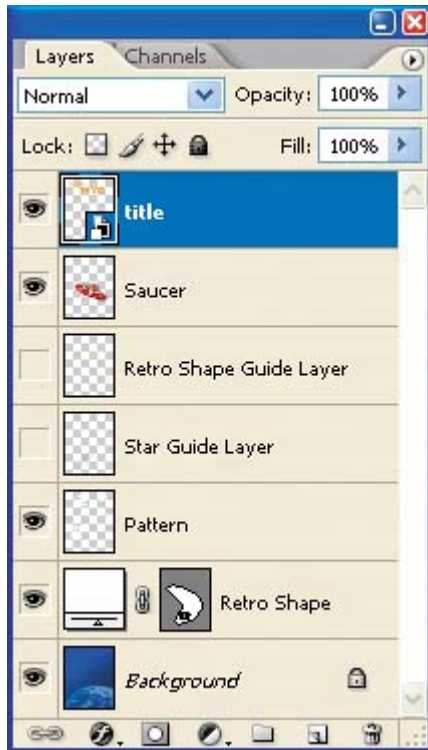 Layers Channels
Normal Opacity: 100%
Lock: Fill: 100%
title
Saucer
Retro Shape Guide Layer
Star Guide Layer
Pattern
Retro Shape
Background